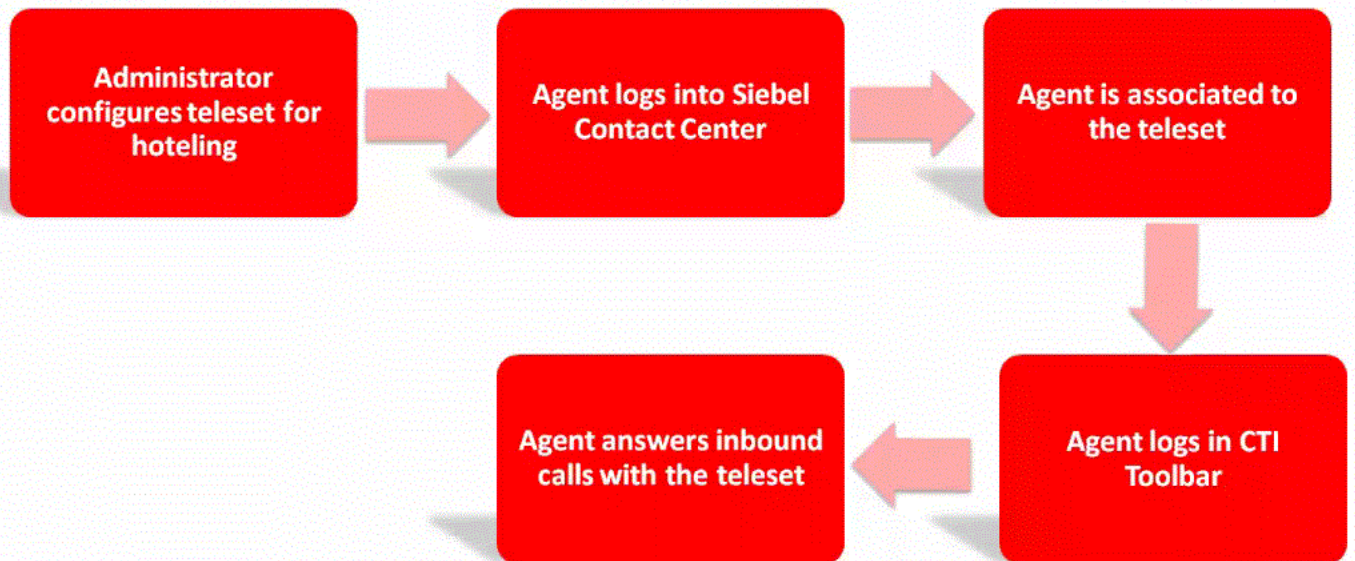 Administrator
configures teleset for
hoteling
Agent logs into Siebel
Contact Center
Agent is associated to
the teleset
Agent logs in CTI
Toolbar
Agent answers inbound
calls with the teleset